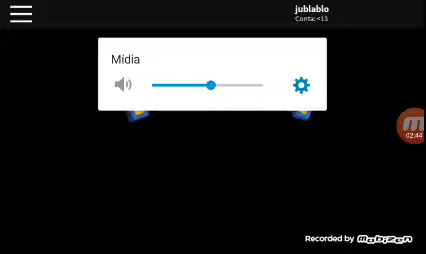 jublablo
Conta: <13
Mídia
02:44
Recorded by mobizen